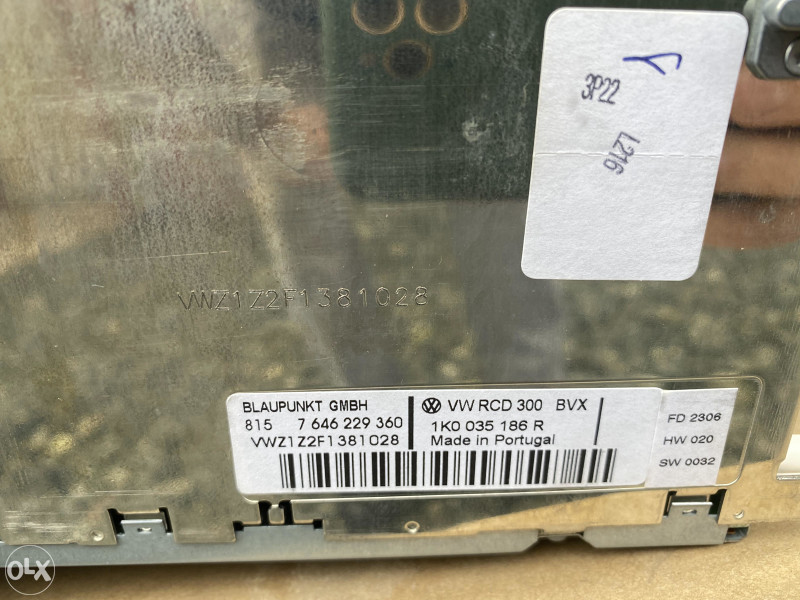 Y
3P22
L216
VWZ1Z2F1381028
BLAUPUNKT GMBH
815 7 646 229 360
VWZ1Z2F1381028
VW RCD 300 BVX
1K0 035 186 R
Made in Portugal
FD 2306
HW 020
SW 0032
OLX